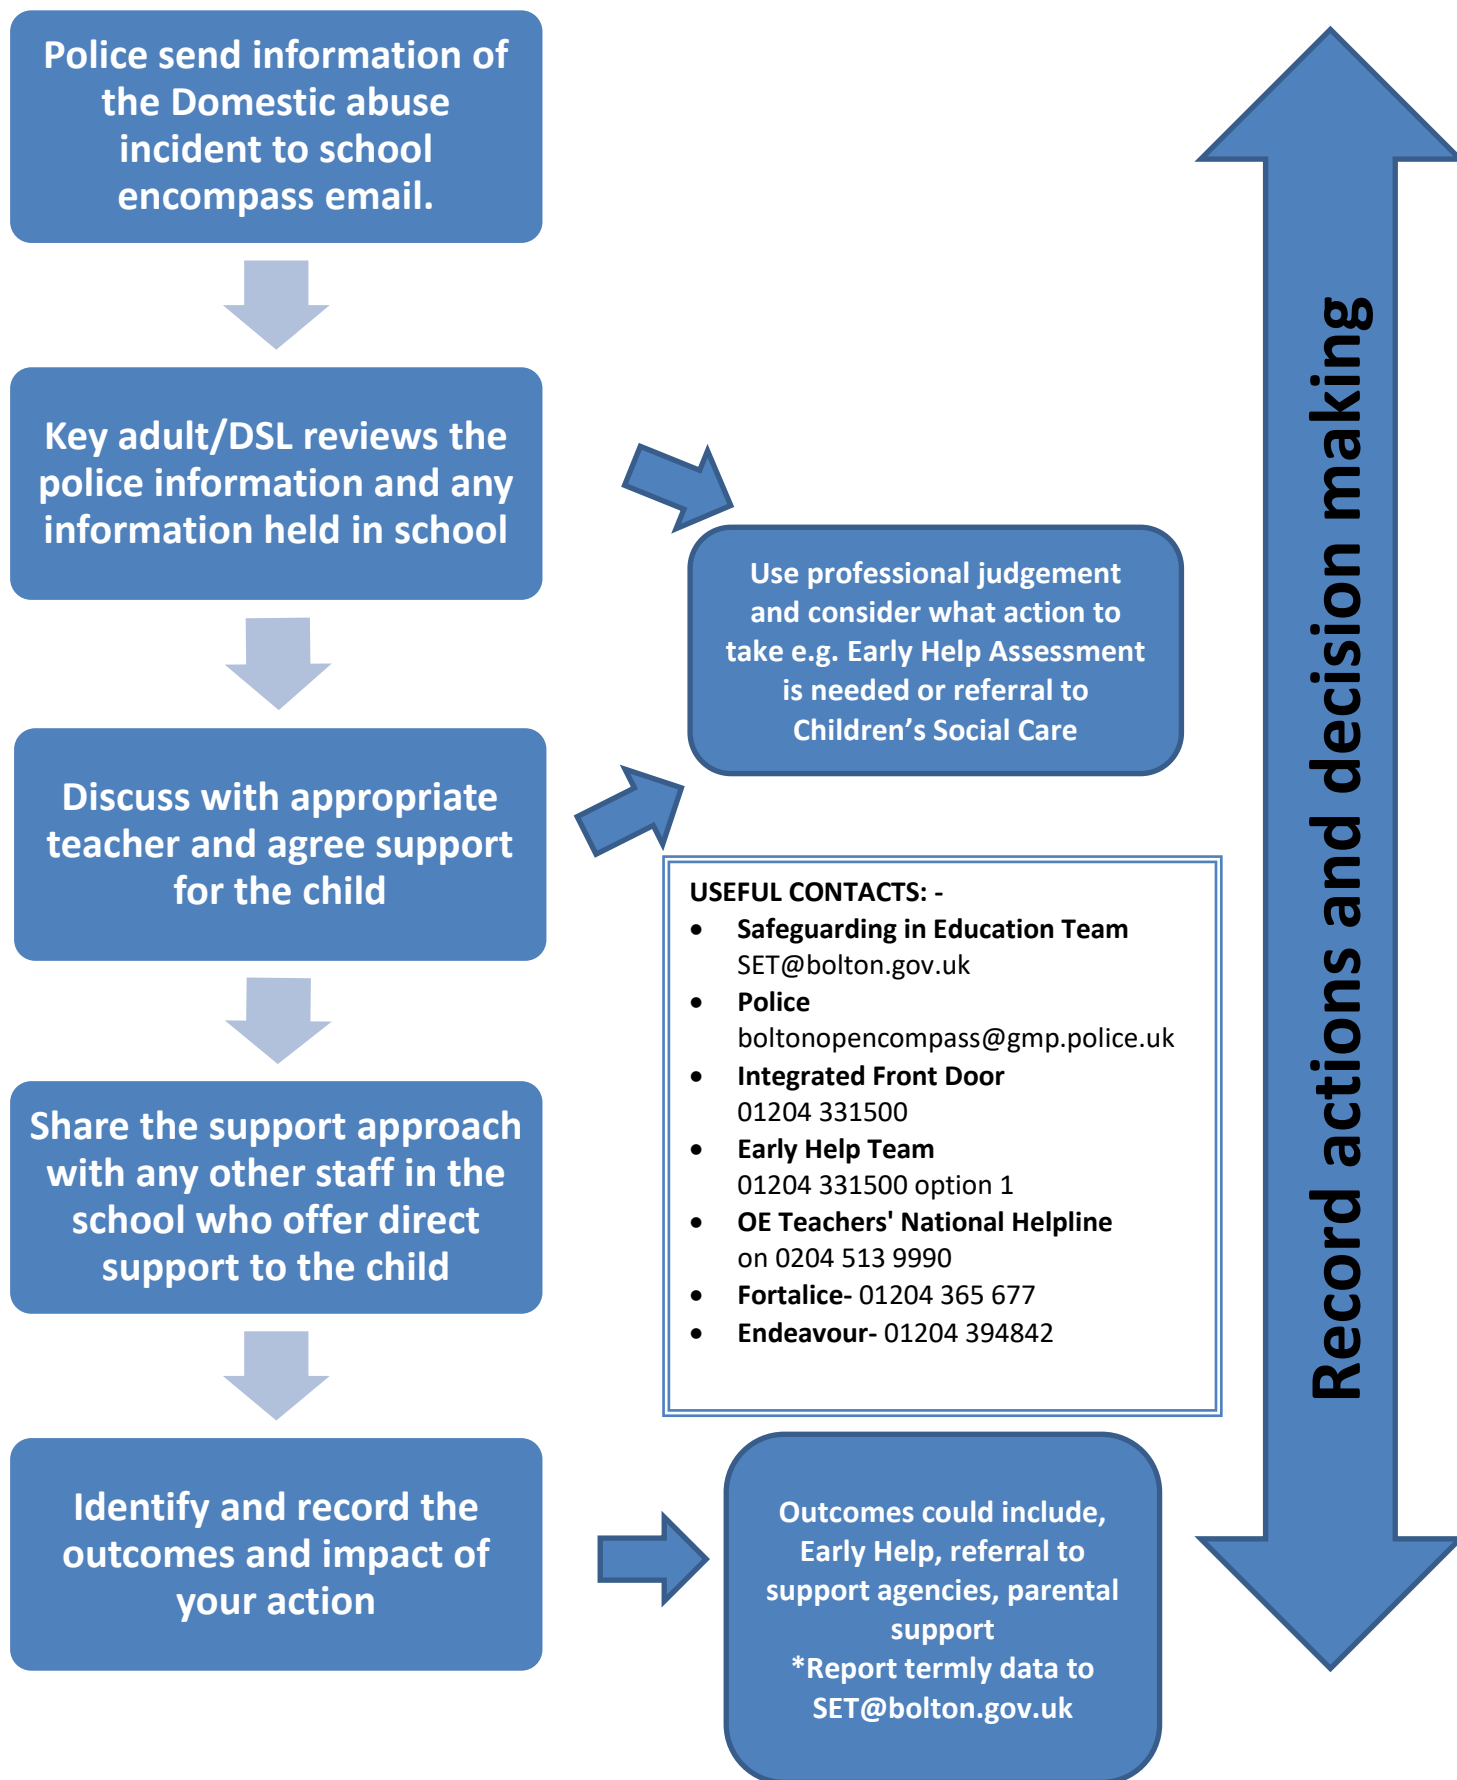 Police send information of
the Domestic abuse
incident to school
encompass email.
Key adult/DSL reviews the
police information and any
information held in school
Use professional judgement
and consider what action to
take e.g. Early Help Assessment
is needed or referral to
Children’s Social Care
Discuss with appropriate
teacher and agree support
for the child
USEFUL CONTACTS: -
• Safeguarding in Education Team
SET@bolton.gov.uk
• Police
boltonopencompass@gmp.police.uk
• Integrated Front Door
01204 331500
• Early Help Team
01204 331500 option 1
• OE Teachers' National Helpline
on 0204 513 9990
• Fortalice- 01204 365 677
• Endeavour- 01204 394842
Share the support approach
with any other staff in the
school who offer direct
support to the child
Identify and record the
outcomes and impact of
your action
Outcomes could include,
Early Help, referral to
support agencies, parental
support
*Report termly data to
SET@bolton.gov.uk
Record actions and decision making